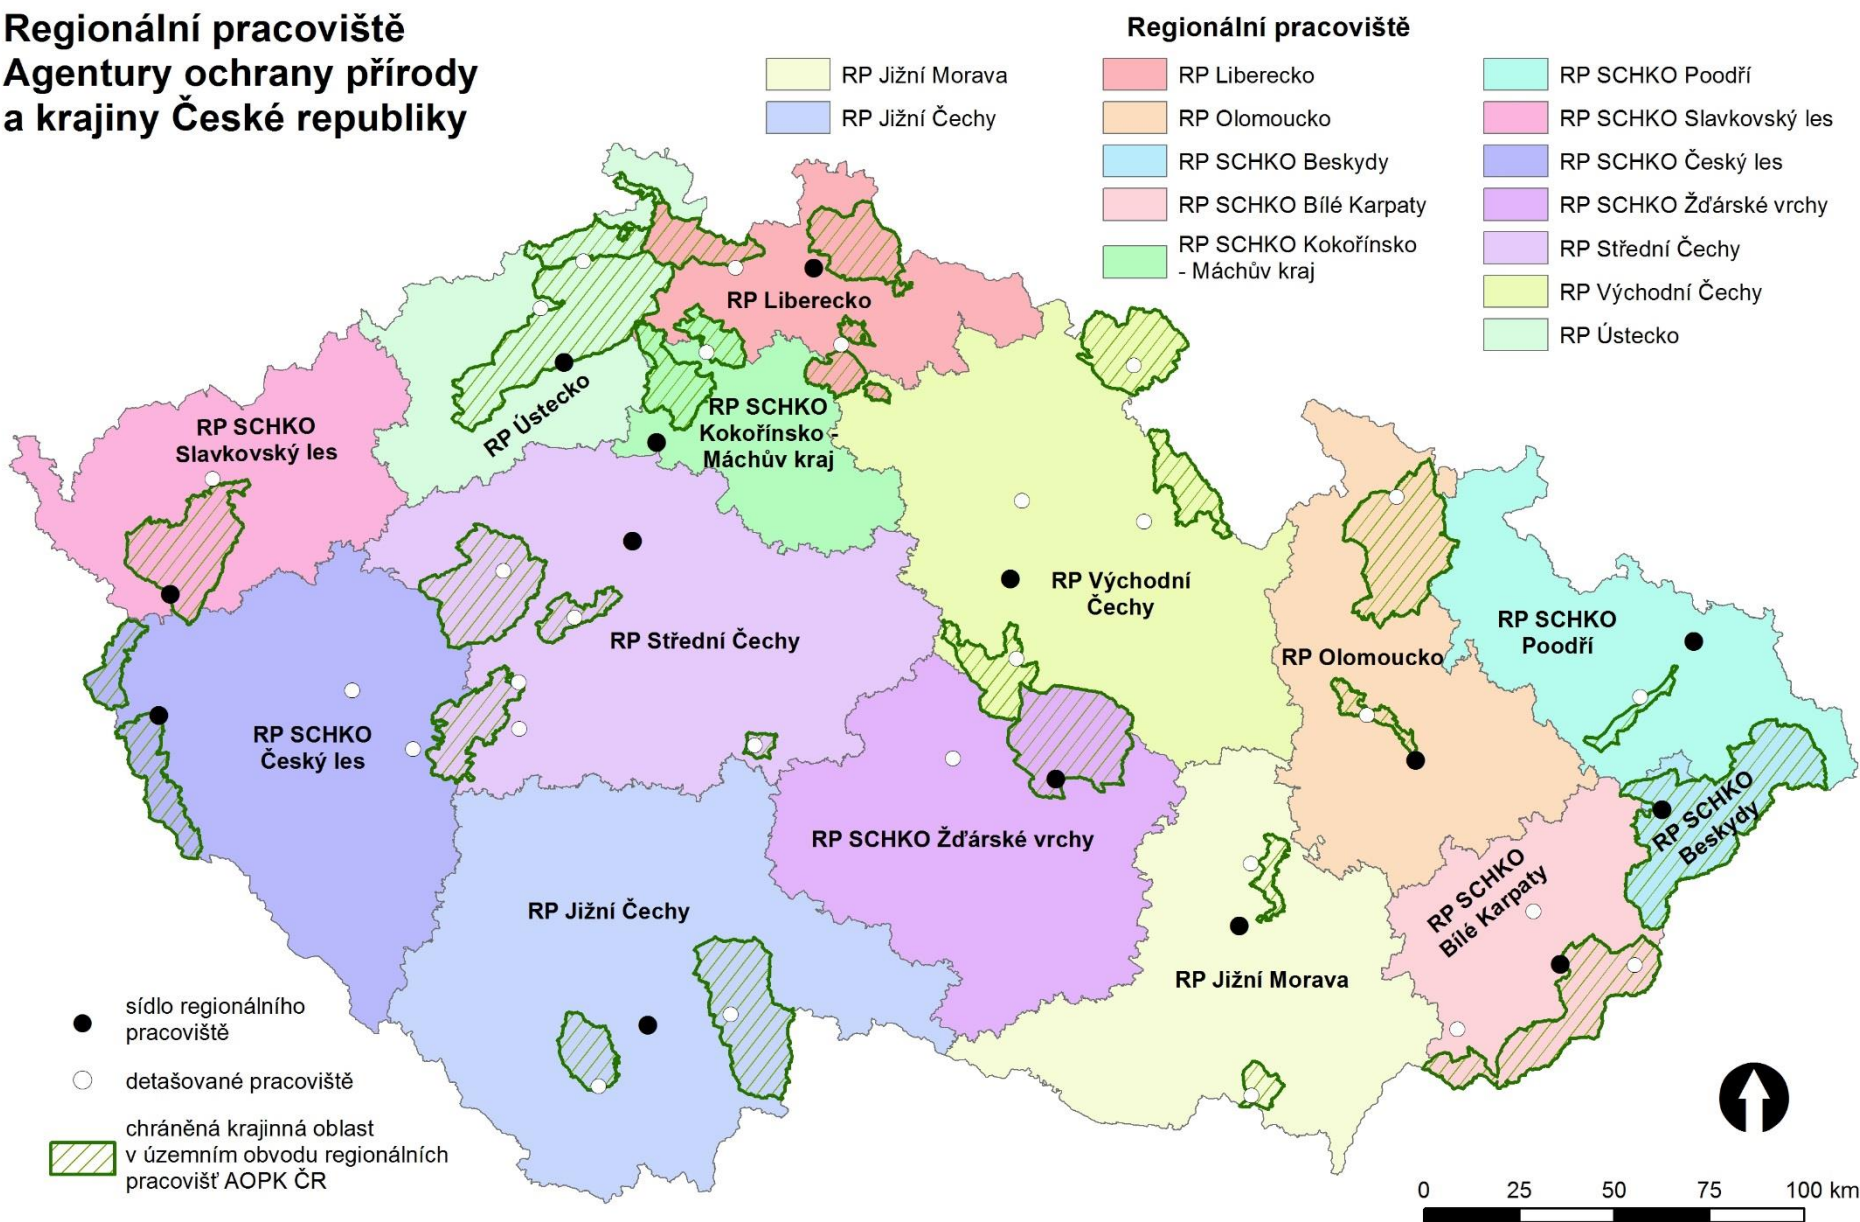 Regionální pracoviště
Agentury ochrany přírody
a krajiny České republiky
Regionální pracoviště
RP Jižní Morava
RP Jižní Čechy
RP Liberecko
RP Olomoucko
RP SCHKO Beskydy
RP SCHKO Bílé Karpaty
RP SCHKO Kokořínsko
- Máchův kraj
RP SCHKO Poodří
RP SCHKO Slavkovský les
RP SCHKO Český les
RP SCHKO Žďárské vrchy
RP Střední Čechy
RP Východní Čechy
RP Ústecko
RP Liberecko
RP Ústecko
RP SCHKO
Kokořínsko -
Máchův kraj
RP SCHKO
Slavkovský les
RP Východní
Čechy
RP Střední Čechy
RP SCHKO
Poodří
RP Olomoucko
RP SCHKO
Český les
RP SCHKO
Beskydy
RP SCHKO Žďárské vrchy
RP SCHKO
Bílé Karpaty
RP Jižní Čechy
RP Jižní Morava
sídlo regionálního
pracoviště
detašované pracoviště
chráněná krajinná oblast
v územním obvodu regionálních
pracovišť AOPK ČR
0 25 50 75 100 km